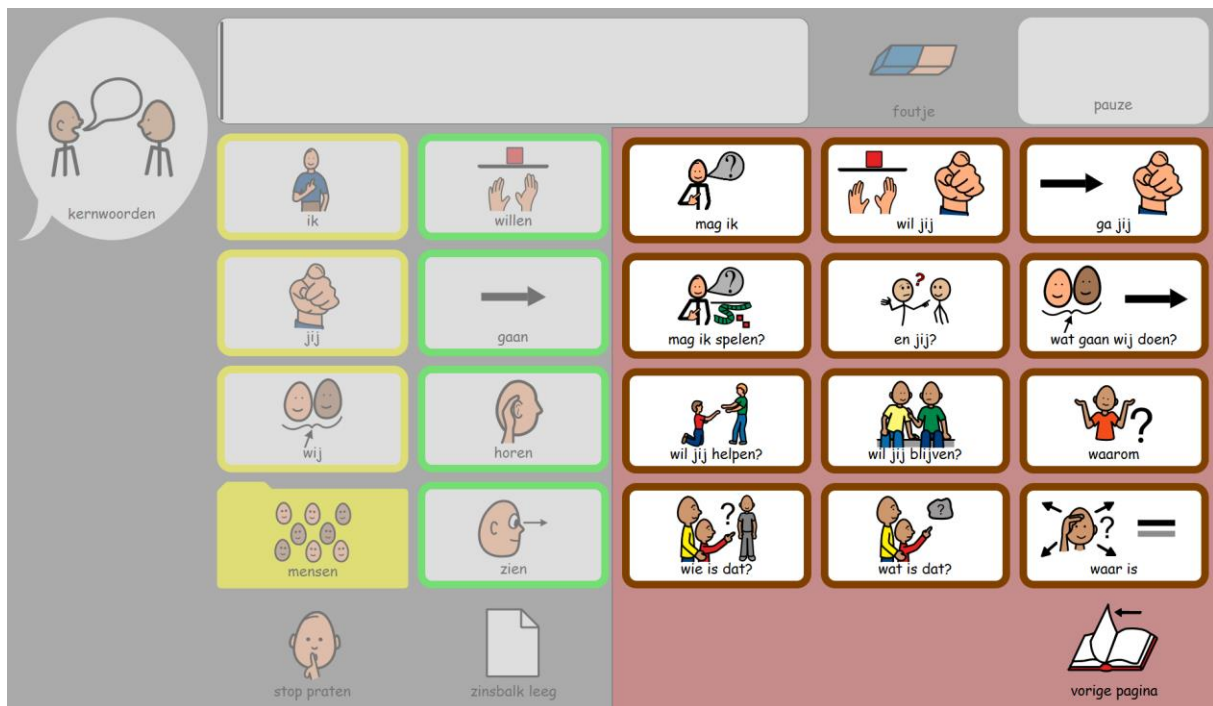 foutje
pauze
kernwoorden
ik
willen
mag ik
wil jij
ga jij
jij
gaan
mag ik spelen?
en jij?
wat gaan wij doen?
wij
horen
wil jij helpen?
wil jij blijven?
waarom
mensen
zien
wie is dat?
wat is dat?
waar is
stop praten
zinsbalk leeg
vorige pagina